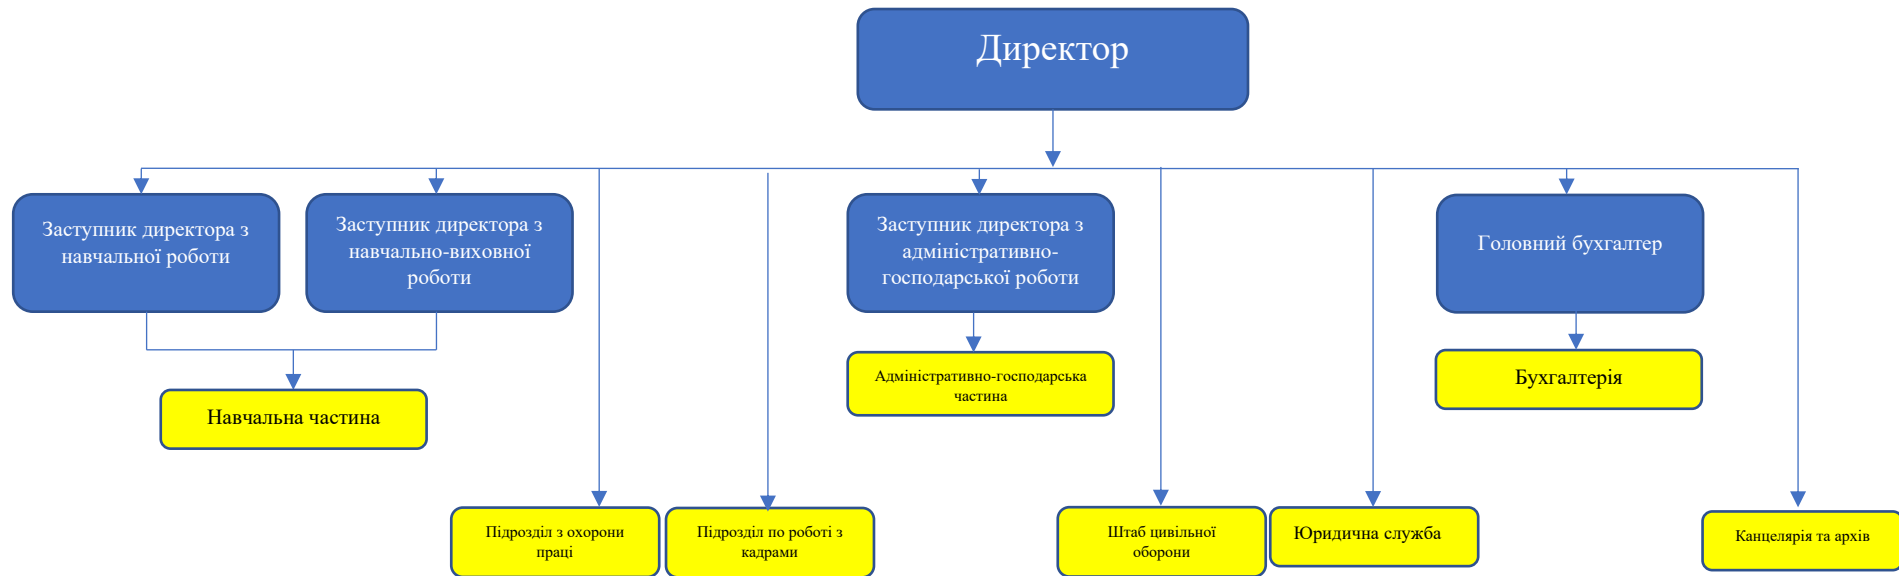 Директор
Заступник директора з
навчальної роботи
Заступник директора з
навчально-виховної
роботи
Заступник директора з
адміністративно-
господарської роботи
Головний бухгалтер
Навчальна частина
Адміністративно-господарська
частина
Бухгалтерія
Підрозділ з охорони
праці
Підрозділ по роботі з
кадрами
Штаб цивільної
оборони
Юридична служба
Канцелярія та архів